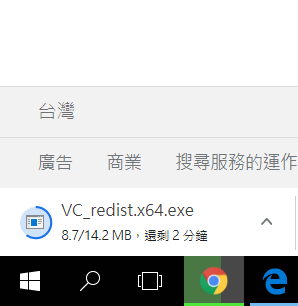 台灣
廣告 商業 搜尋服務的運作
VC_redist.x64.exe
8.7/14.2 MB，還剩 2 分鐘